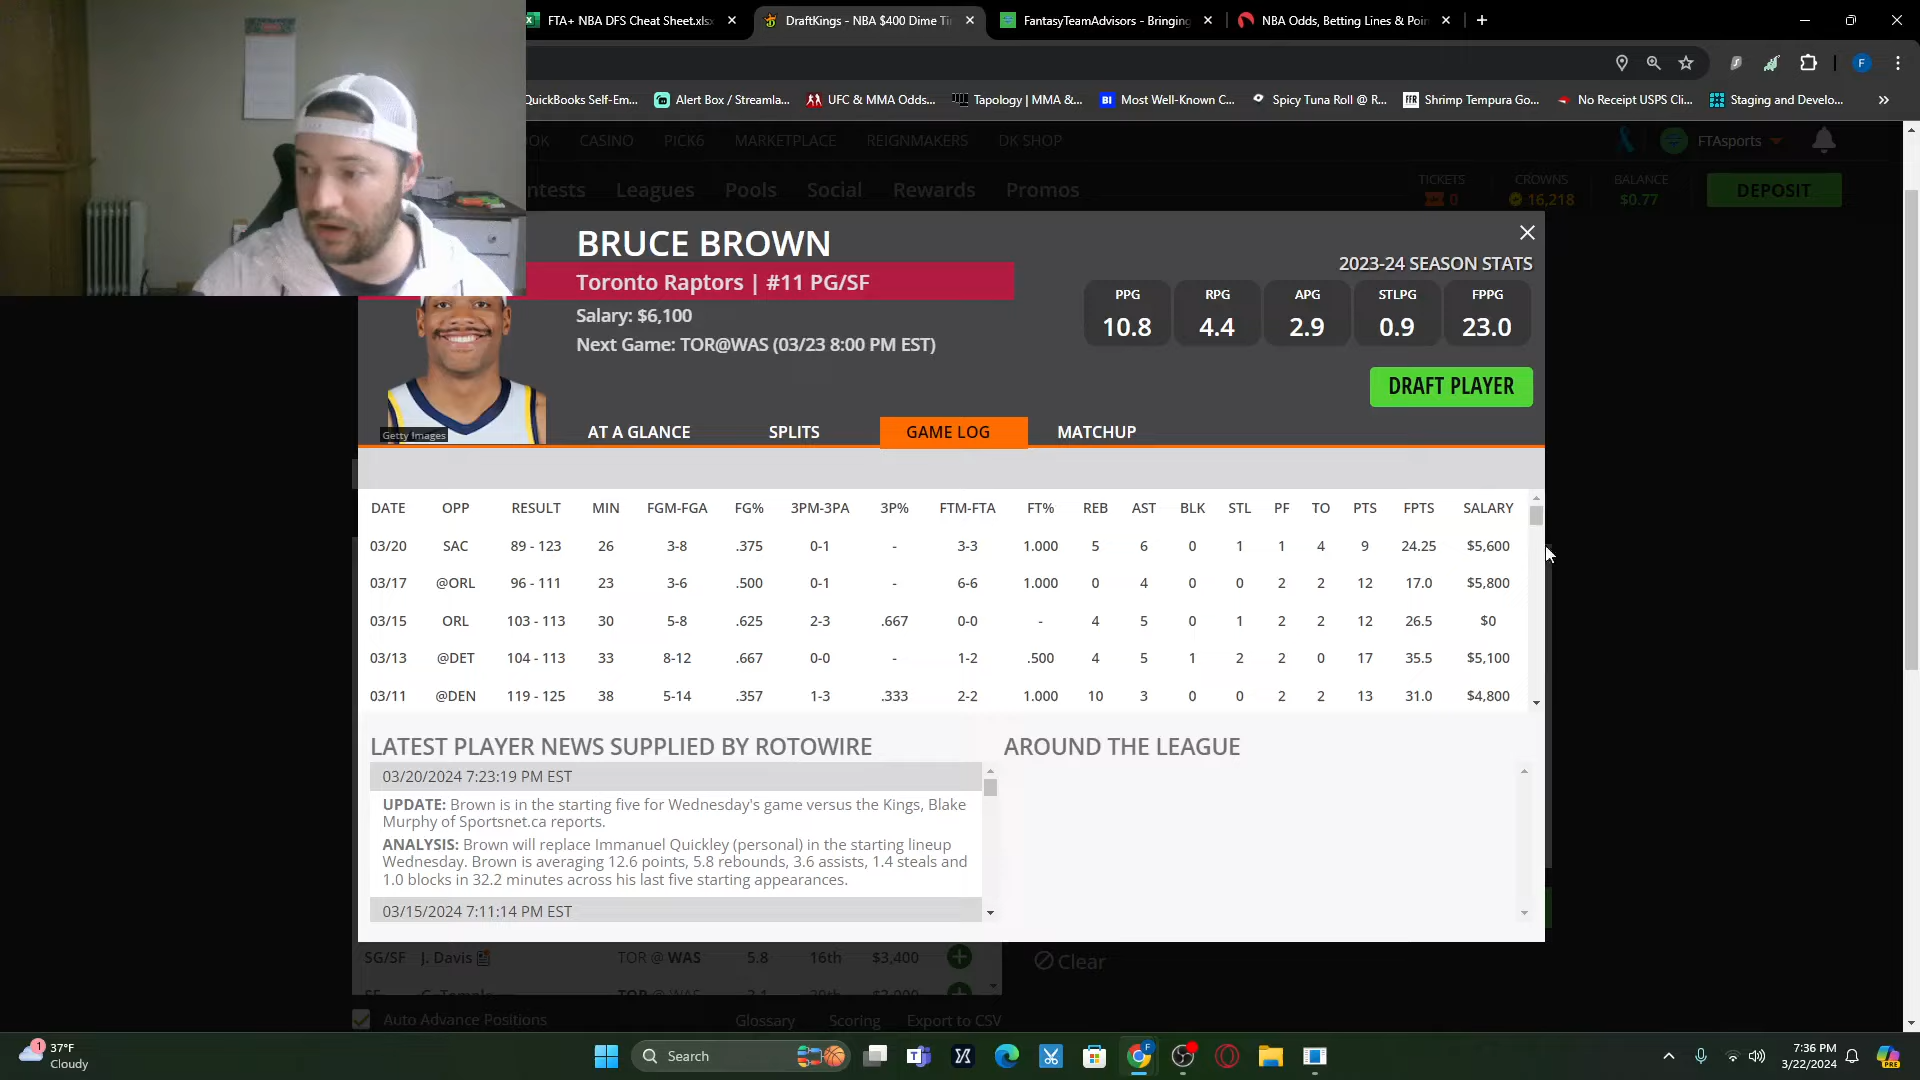 FTA+ NBA DFS Cheat Sheet.xlsx
DraftKings - NBA $400 Dime Ti
FantasyTeamAdvisors - Bringing
NBA Odds, Betting Lines & Poin
F
QuickBooks Self-Em...
Alert Box / Streamla...
UFC & MMA Odds...
Tapology | MMA &...
BI Most Well-Known C...
Spicy Tuna Roll @ R...
FFR Shrimp Tempura Go...
No Receipt USPS Cli...
Staging and Develo...
OK CASINO PICK6 MARKETPLACE REIGNMAKERS DK SHOP
FTAsports
ntests Leagues Pools Social Rewards Promos
TICKETS CROWNS BALANCE
0 16,218 $0.77
DEPOSIT
BRUCE BROWN
Toronto Raptors | #11 PG/SF
Salary: $6,100
Next Game: TOR@WAS (03/23 8:00 PM EST)
2023-24 SEASON STATS
PPG RPG APG STLPG FPPG
10.8 4.4 2.9 0.9 23.0
DRAFT PLAYER
Getty Images
AT A GLANCE SPLITS GAME LOG MATCHUP
DATE OPP RESULT MIN FGM-FGA FG% 3PM-3PA 3P% FTM-FTA FT% REB AST BLK STL PF TO PTS FPTS SALARY
03/20 SAC 89 - 123 26 3-8 .375 0-1 - 3-3 1.000 5 6 0 1 1 4 9 24.25 $5,600
03/17 @ORL 96 - 111 23 3-6 .500 0-1 - 6-6 1.000 0 4 0 0 2 2 12 17.0 $5,800
03/15 ORL 103 - 113 30 5-8 .625 2-3 .667 0-0 - 4 5 0 1 2 2 12 26.5 $0
03/13 @DET 104 - 113 33 8-12 .667 0-0 - 1-2 .500 4 5 1 2 2 0 17 35.5 $5,100
03/11 @DEN 119 - 125 38 5-14 .357 1-3 .333 2-2 1.000 10 3 0 0 2 2 13 31.0 $4,800
LATEST PLAYER NEWS SUPPLIED BY ROTOWIRE
AROUND THE LEAGUE
03/20/2024 7:23:19 PM EST
UPDATE: Brown is in the starting five for Wednesday's game versus the Kings, Blake
Murphy of Sportsnet.ca reports.
ANALYSIS: Brown will replace Immanuel Quickley (personal) in the starting lineup
Wednesday. Brown is averaging 12.6 points, 5.8 rebounds, 3.6 assists, 1.4 steals and
1.0 blocks in 32.2 minutes across his last five starting appearances.
03/15/2024 7:11:14 PM EST
SG/SF J. Davis TOR @ WAS 5.8 16th $3,400
Clear
Auto Advance Positions
Glossary Scoring Export to CSV
1 37°F
Cloudy
Search
7:36 PM
3/22/2024